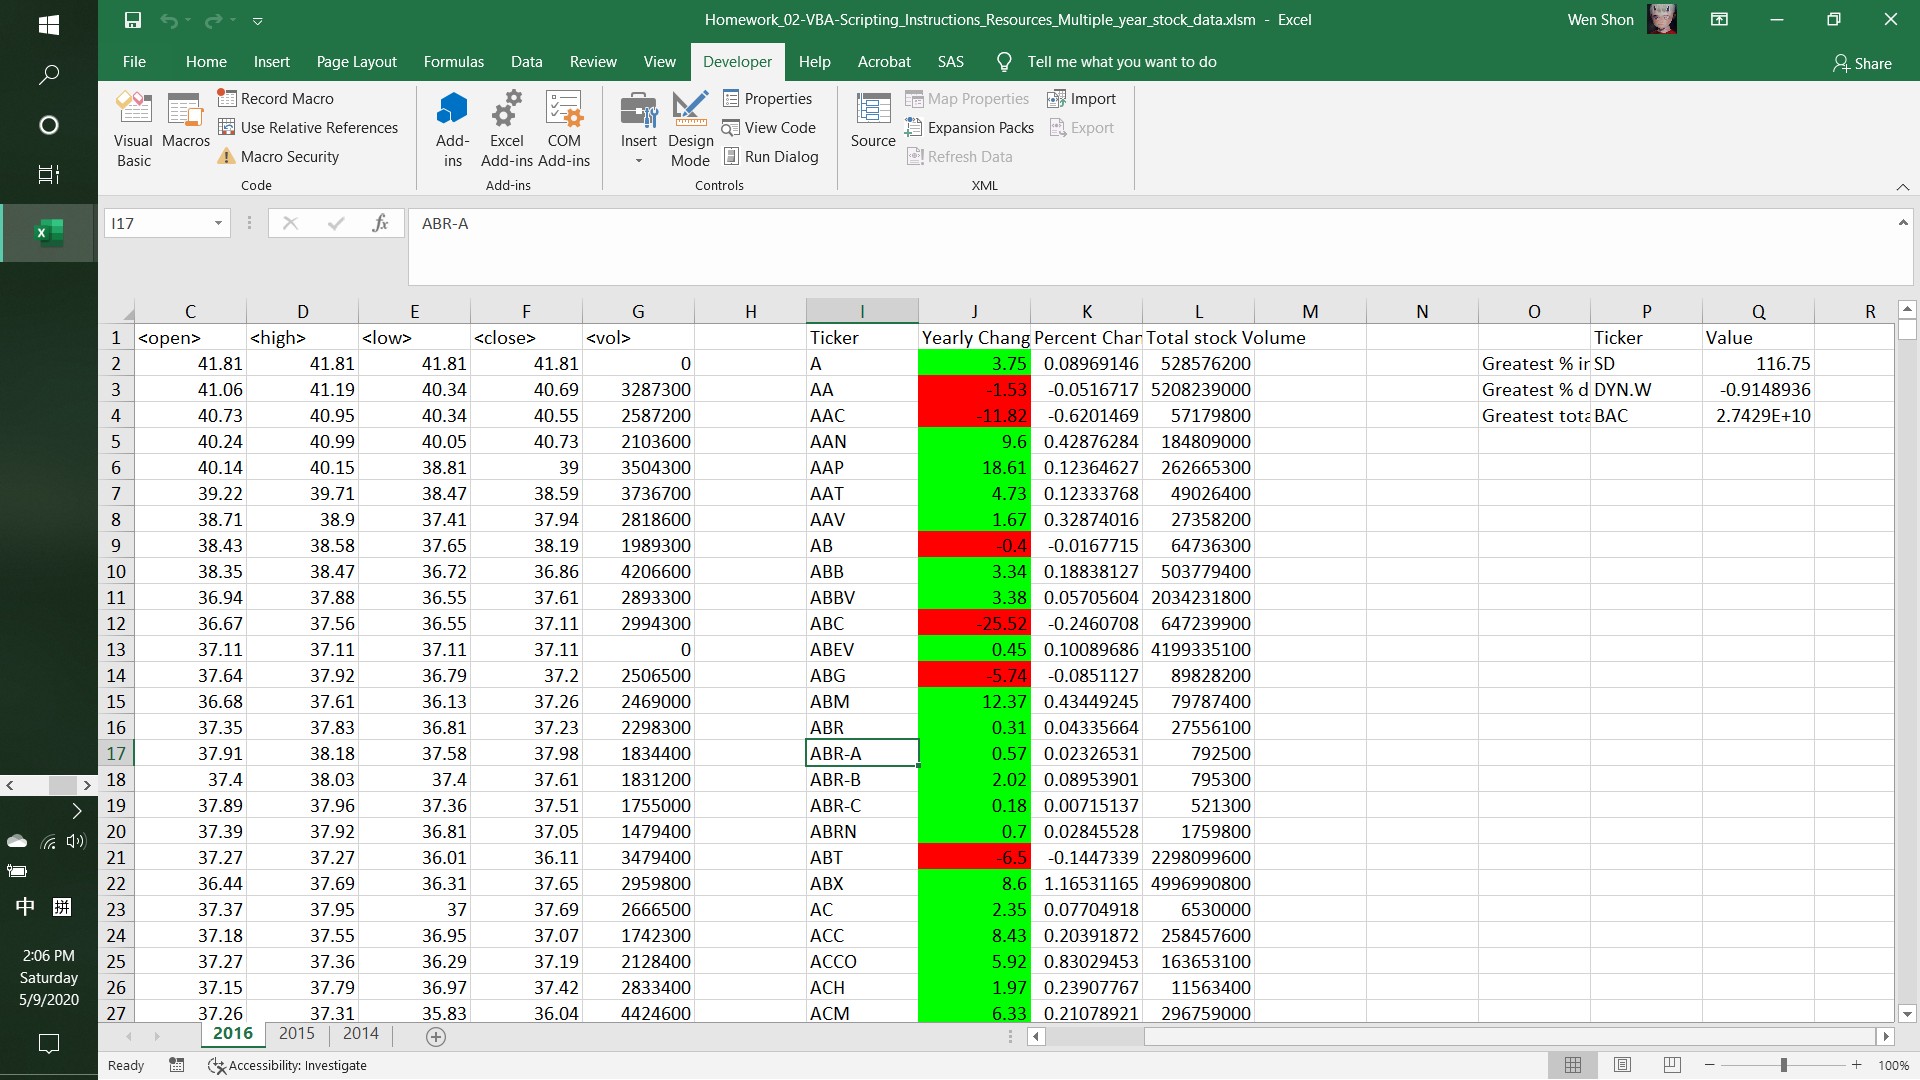 Homework_02-VBA-Scripting_Instructions_Resources_Multiple_year_stock_data.xlsm - Excel
Wen Shon
File Home Insert Page Layout Formulas Data Review View Developer Help Acrobat SAS Tell me what you want to do
Share
Visual Basic
Macros
Record Macro
Use Relative References
Macro Security
Code
Add-ins
Excel Add-ins
COM Add-ins
Add-ins
Insert
Design Mode
Properties
View Code
Run Dialog
Controls
Source
Map Properties
Expansion Packs
Refresh Data
Import
Export
XML
I17
fx
ABR-A
C D E F G H I J K L M N O P Q R
1 <open> <high> <low> <close> <vol> Ticker Yearly Chang Percent Char Total stock Volume Ticker Value
2 41.81 41.81 41.81 41.81 0 A 3.75 0.08969146 528576200 Greatest % in SD 116.75
3 41.06 41.19 40.34 40.69 3287300 AA -1.53 -0.0516717 5208239000 Greatest % d DYN.W -0.9148936
4 40.73 40.95 40.34 40.55 2587200 AAC -11.82 -0.6201469 57179800 Greatest tota BAC 2.7429E+10
5 40.24 40.99 40.05 40.73 2103600 AAN 9.6 0.42876284 184809000
6 40.14 40.15 38.81 39 3504300 AAP 18.61 0.12364627 262665300
7 39.22 39.71 38.47 38.59 3736700 AAT 4.73 0.12333768 49026400
8 38.71 38.9 37.41 37.94 2818600 AAV 1.67 0.32874016 27358200
9 38.43 38.58 37.65 38.19 1989300 AB -0.4 -0.0167715 64736300
10 38.35 38.47 36.72 36.86 4206600 ABB 3.34 0.18838127 503779400
11 36.94 37.88 36.55 37.61 2893300 ABBV 3.38 0.05705604 2034231800
12 36.67 37.56 36.55 37.11 2994300 ABC -25.52 -0.2460708 647239900
13 37.11 37.11 37.11 37.11 0 ABEV 0.45 0.10089686 4199335100
14 37.64 37.92 36.79 37.2 2506500 ABG -5.74 -0.0851127 89828200
15 36.68 37.61 36.13 37.26 2469000 ABM 12.37 0.43449245 79787400
16 37.35 37.83 36.81 37.23 2298300 ABR 0.31 0.04335664 27556100
17 37.91 38.18 37.58 37.98 1834400 ABR-A 0.57 0.02326531 792500
18 37.4 38.03 37.4 37.61 1831200 ABR-B 2.02 0.08953901 795300
19 37.89 37.96 37.36 37.51 1755000 ABR-C 0.18 0.00715137 521300
20 37.39 37.92 36.81 37.05 1479400 ABRN 0.7 0.02845528 1759800
21 37.27 37.27 36.01 36.11 3479400 ABT -6.5 -0.1447339 2298099600
22 36.44 37.69 36.31 37.65 2959800 ABX 8.6 1.16531165 4996990800
23 37.37 37.95 37 37.69 2666500 AC 2.35 0.07704918 6530000
24 37.18 37.55 36.95 37.07 1742300 ACC 8.43 0.20391872 258457600
25 37.27 37.36 36.29 37.19 2128400 ACCO 5.92 0.83029453 163653100
26 37.15 37.79 36.97 37.42 2833400 ACH 1.97 0.23907767 11563400
27 37.26 37.31 35.83 36.04 4424600 ACM 6.33 0.21078921 296759000
2016 2015 2014
Ready
Accessibility: Investigate
100%
中 拼
2:06 PM
Saturday
5/9/2020